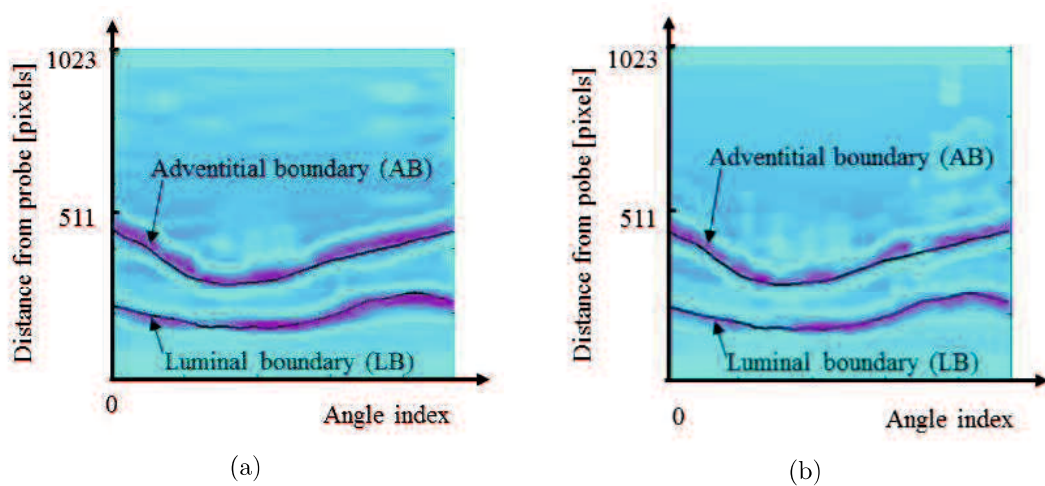 1023
Distance from probe [pixels]
Adventitial boundary (AB)
511
Luminal boundary (LB)
0
Angle index
(a)
1023
Distance from pobe [pixels]
Adventitial boundary (AB)
511
Luminal boundary (LB)
0
Angle index
(b)